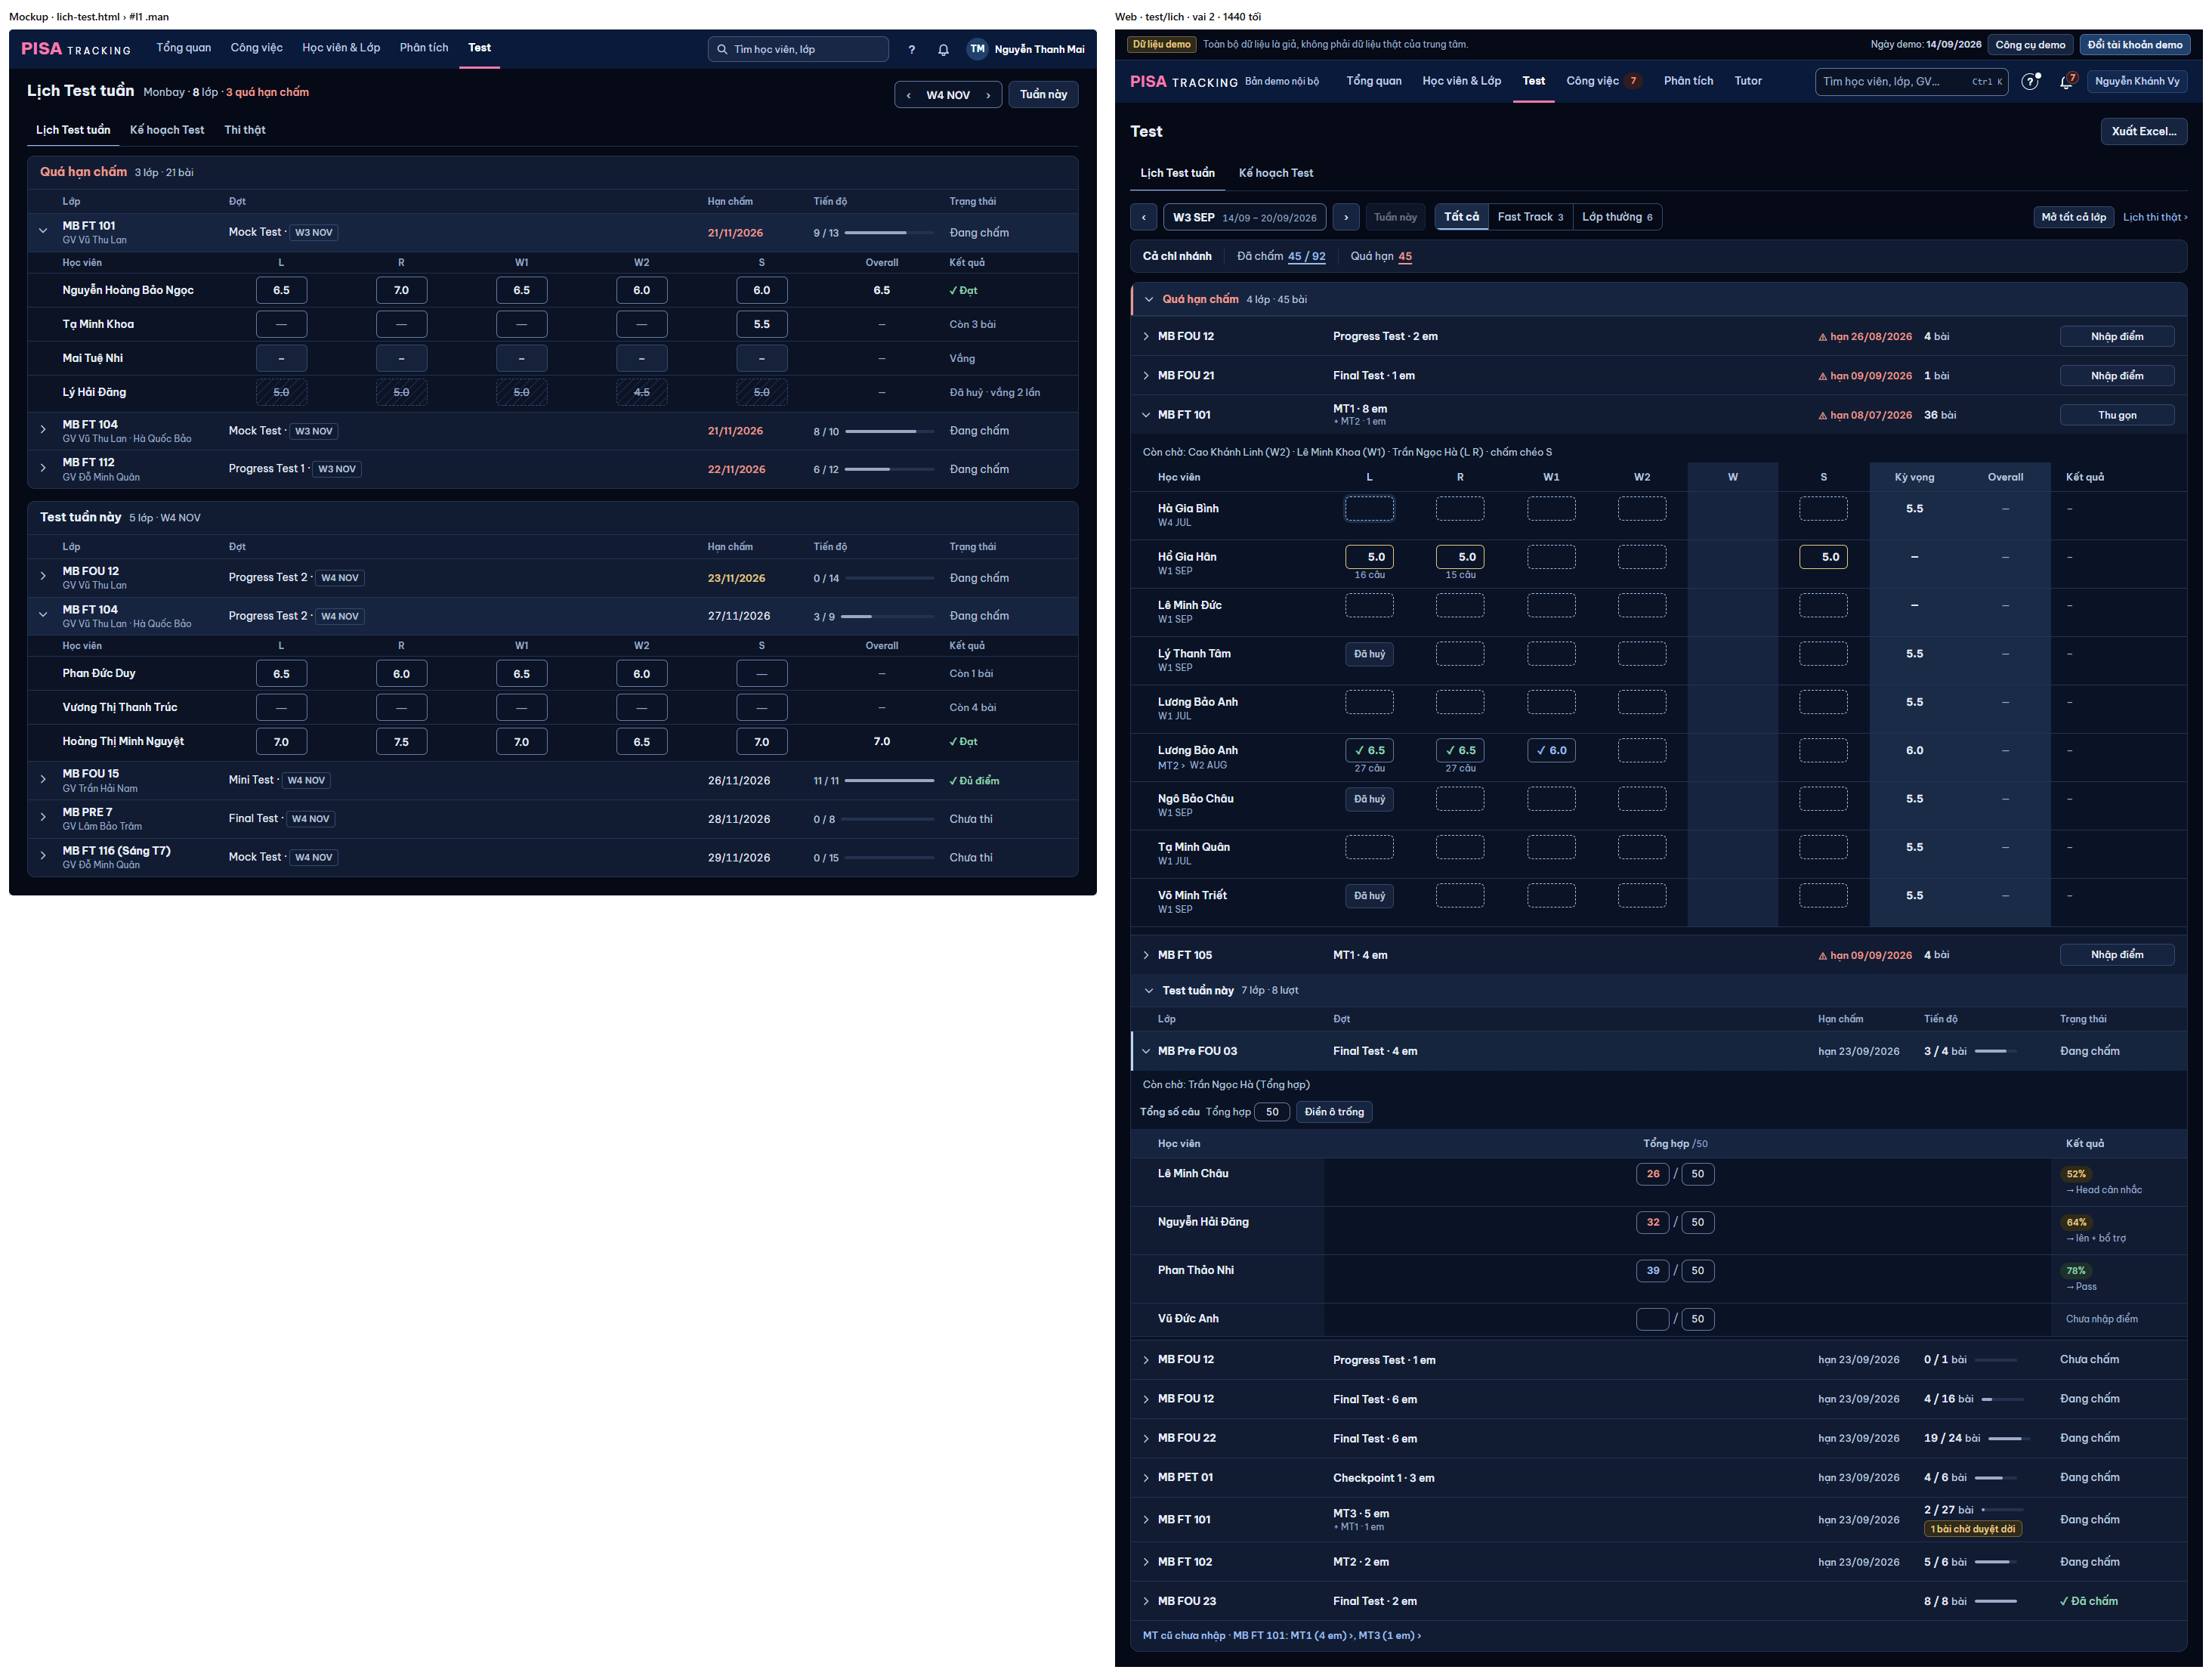 Mockup · lich-test.html › #l1 .man
PISA TRACKING Tổng quan Công việc Học viên & Lớp Phân tích Test Tìm học viên, lớp ? TM Nguyễn Thanh Mai
Lịch Test tuần Monbay · 8 lớp · 3 quá hạn chấm ‹ W4 NOV › Tuần này
Lịch Test tuần Kế hoạch Test Thi thật
Quá hạn chấm 3 lớp · 21 bài
Lớp Đợt Hạn chấm Tiến độ Trạng thái
MB FT 101 Mock Test · W3 NOV 21/11/2026 9 / 13 Đang chấm
GV Vũ Thu Lan
Học viên L R W1 W2 S Overall Kết quả
Nguyễn Hoàng Bảo Ngọc 6.5 7.0 6.5 6.0 6.0 6.5 ✓ Đạt
Tạ Minh Khoa — — — — 5.5 — Còn 3 bài
Mai Tuệ Nhi – – – – – — Vắng
Lý Hải Đăng 5.0 5.0 5.0 4.5 5.0 — Đã huỷ · vắng 2 lần
MB FT 104 Mock Test · W3 NOV 21/11/2026 8 / 10 Đang chấm
GV Vũ Thu Lan · Hà Quốc Bảo
MB FT 112 Progress Test 1 · W3 NOV 22/11/2026 6 / 12 Đang chấm
GV Đỗ Minh Quân
Test tuần này 5 lớp · W4 NOV
Lớp Đợt Hạn chấm Tiến độ Trạng thái
MB FOU 12 Progress Test 2 · W4 NOV 23/11/2026 0 / 14 Đang chấm
GV Vũ Thu Lan
MB FT 104 Progress Test 2 · W4 NOV 27/11/2026 3 / 9 Đang chấm
GV Vũ Thu Lan · Hà Quốc Bảo
Học viên L R W1 W2 S Overall Kết quả
Phan Đức Duy 6.5 6.0 6.5 6.0 — — Còn 1 bài
Vương Thị Thanh Trúc — — — — — — Còn 4 bài
Hoàng Thị Minh Nguyệt 7.0 7.5 7.0 6.5 7.0 7.0 ✓ Đạt
MB FOU 15 Mini Test · W4 NOV 26/11/2026 11 / 11 ✓ Đủ điểm
GV Trần Hải Nam
MB PRE 7 Final Test · W4 NOV 28/11/2026 0 / 8 Chưa thi
GV Lâm Bảo Trâm
MB FT 116 (Sáng T7) Mock Test · W4 NOV 29/11/2026 0 / 15 Chưa thi
GV Đỗ Minh Quân
Web · test/lich · vai 2 · 1440 tối
Dữ liệu demo Toàn bộ dữ liệu là giả, không phải dữ liệu thật của trung tâm. Ngày demo: 14/09/2026 Công cụ demo Đổi tài khoản demo
PISA TRACKING Bản demo nội bộ Tổng quan Học viên & Lớp Test Công việc 7 Phân tích Tutor Tìm học viên, lớp, GV... Ctrl K ? 7 Nguyễn Khánh Vy
Test Xuất Excel...
Lịch Test tuần Kế hoạch Test
‹ W3 SEP 14/09 – 20/09/2026 › Tuần này Tất cả Fast Track 3 Lớp thường 6 Mở tất cả lớp Lịch thi thật ›
Cả chi nhánh Đã chấm 45 / 92 Quá hạn 45
Quá hạn chấm 4 lớp · 45 bài
MB FOU 12 Progress Test · 2 em ⚠ hạn 26/08/2026 4 bài Nhập điểm
MB FOU 21 Final Test · 1 em ⚠ hạn 09/09/2026 1 bài Nhập điểm
MB FT 101 MT1 · 8 em ⚠ hạn 08/07/2026 36 bài Thu gọn
+ MT2 · 1 em
Còn chờ: Cao Khánh Linh (W2) · Lê Minh Khoa (W1) · Trần Ngọc Hà (L R) · chấm chéo S
Học viên L R W1 W2 W S Kỳ vọng Overall Kết quả
Hà Gia Bình 5.5 — –
W4 JUL
Hồ Gia Hân 5.0 5.0 5.0 – — –
W1 SEP 16 câu 15 câu
Lê Minh Đức – — –
W1 SEP
Lý Thanh Tâm Đã huỷ 5.5 — –
W1 SEP
Lương Bảo Anh 5.5 — –
W1 JUL
Lương Bảo Anh ✓ 6.5 ✓ 6.5 ✓ 6.0 6.0 — –
MT2 › W2 AUG 27 câu 27 câu
Ngô Bảo Châu Đã huỷ 5.5 — –
W1 SEP
Tạ Minh Quân 5.5 — –
W1 JUL
Võ Minh Triết Đã huỷ 5.5 — –
W1 SEP
MB FT 105 MT1 · 4 em ⚠ hạn 09/09/2026 4 bài Nhập điểm
Test tuần này 7 lớp · 8 lượt
Lớp Đợt Hạn chấm Tiến độ Trạng thái
MB Pre FOU 03 Final Test · 4 em hạn 23/09/2026 3 / 4 bài Đang chấm
Còn chờ: Trần Ngọc Hà (Tổng hợp)
Tổng số câu Tổng hợp 50 Điền ô trống
Học viên Tổng hợp /50 Kết quả
Lê Minh Châu 26 / 50 52%
→ Head cân nhắc
Nguyễn Hải Đăng 32 / 50 64%
→ lên + bổ trợ
Phan Thảo Nhi 39 / 50 78%
→ Pass
Vũ Đức Anh / 50 Chưa nhập điểm
MB FOU 12 Progress Test · 1 em hạn 23/09/2026 0 / 1 bài Chưa chấm
MB FOU 12 Final Test · 6 em hạn 23/09/2026 4 / 16 bài Đang chấm
MB FOU 22 Final Test · 6 em hạn 23/09/2026 19 / 24 bài Đang chấm
MB PET 01 Checkpoint 1 · 3 em hạn 23/09/2026 4 / 6 bài Đang chấm
MB FT 101 MT3 · 5 em hạn 23/09/2026 2 / 27 bài Đang chấm
+ MT1 · 1 em 1 bài chờ duyệt dời
MB FT 102 MT2 · 2 em hạn 23/09/2026 5 / 6 bài Đang chấm
MB FOU 23 Final Test · 2 em 8 / 8 bài ✓ Đã chấm
MT cũ chưa nhập · MB FT 101: MT1 (4 em) ›, MT3 (1 em) ›